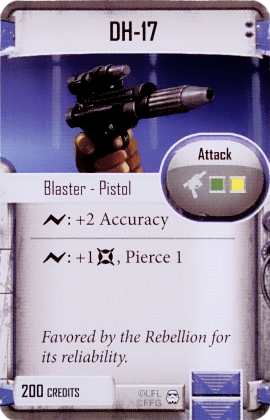 DH-17
Attack
Blaster - Pistol
: +2 Accuracy
: +1, Pierce 1
Favored by the Rebellion for
its reliability.
200 CREDITS
©LFL
©FFG